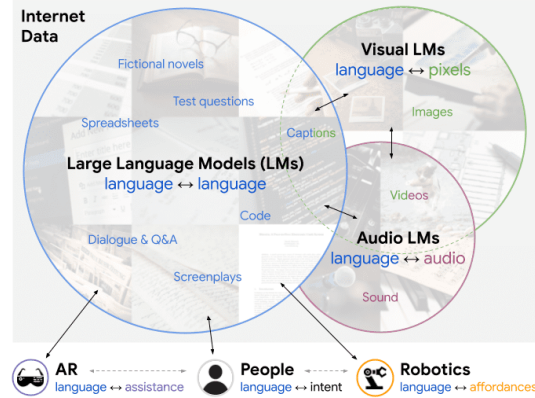 Internet
Data
Visual LMs
language ↔ pixels
Fictional novels
Test questions
Images
Spreadsheets
Captions
Large Language Models (LMs)
language ↔ language
Videos
Code
Audio LMs
language ↔ audio
Dialogue & Q&A
Screenplays
Sound
AR
language ↔ assistance
People
language ↔ intent
Robotics
language ↔ affordances